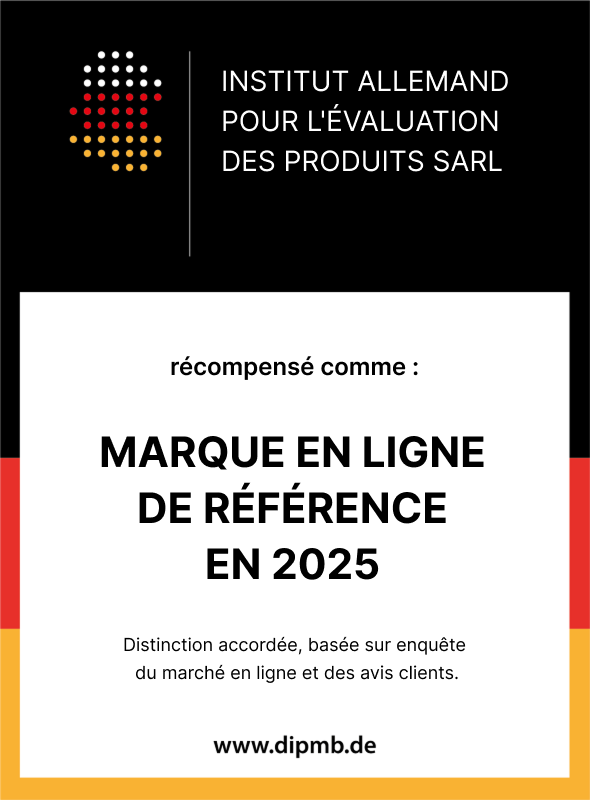 INSTITUT ALLEMAND
POUR L'ÉVALUATION
DES PRODUITS SARL
récompensé comme :
MARQUE EN LIGNE
DE RÉFÉRENCE
EN 2025
Distinction accordée, basée sur enquête
du marché en ligne et des avis clients.
www.dipmb.de